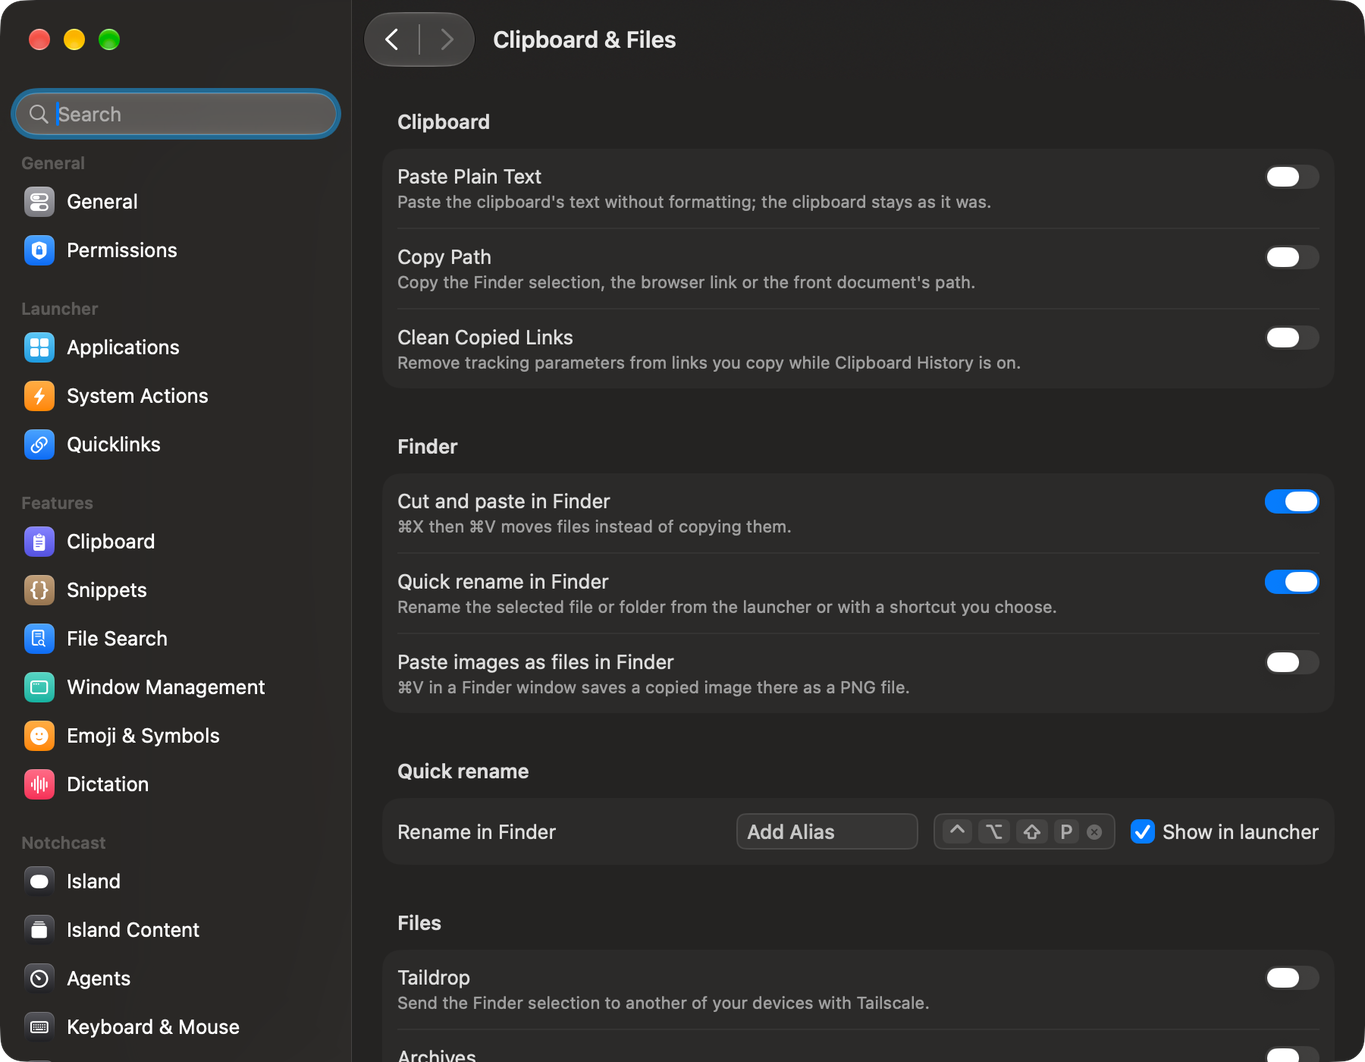 Clipboard & Files
Search
General
General
Permissions
Launcher
Applications
System Actions
Quicklinks
Features
Clipboard
Snippets
File Search
Window Management
Emoji & Symbols
Dictation
Notchcast
Island
Island Content
Agents
Keyboard & Mouse
Clipboard
Paste Plain Text
Paste the clipboard's text without formatting; the clipboard stays as it was.
Copy Path
Copy the Finder selection, the browser link or the front document's path.
Clean Copied Links
Remove tracking parameters from links you copy while Clipboard History is on.
Finder
Cut and paste in Finder
⌘X then ⌘V moves files instead of copying them.
Quick rename in Finder
Rename the selected file or folder from the launcher or with a shortcut you choose.
Paste images as files in Finder
⌘V in a Finder window saves a copied image there as a PNG file.
Quick rename
Rename in Finder Add Alias ⌃ ⌥ ⇧ P Show in launcher
Files
Taildrop
Send the Finder selection to another of your devices with Tailscale.
Archives